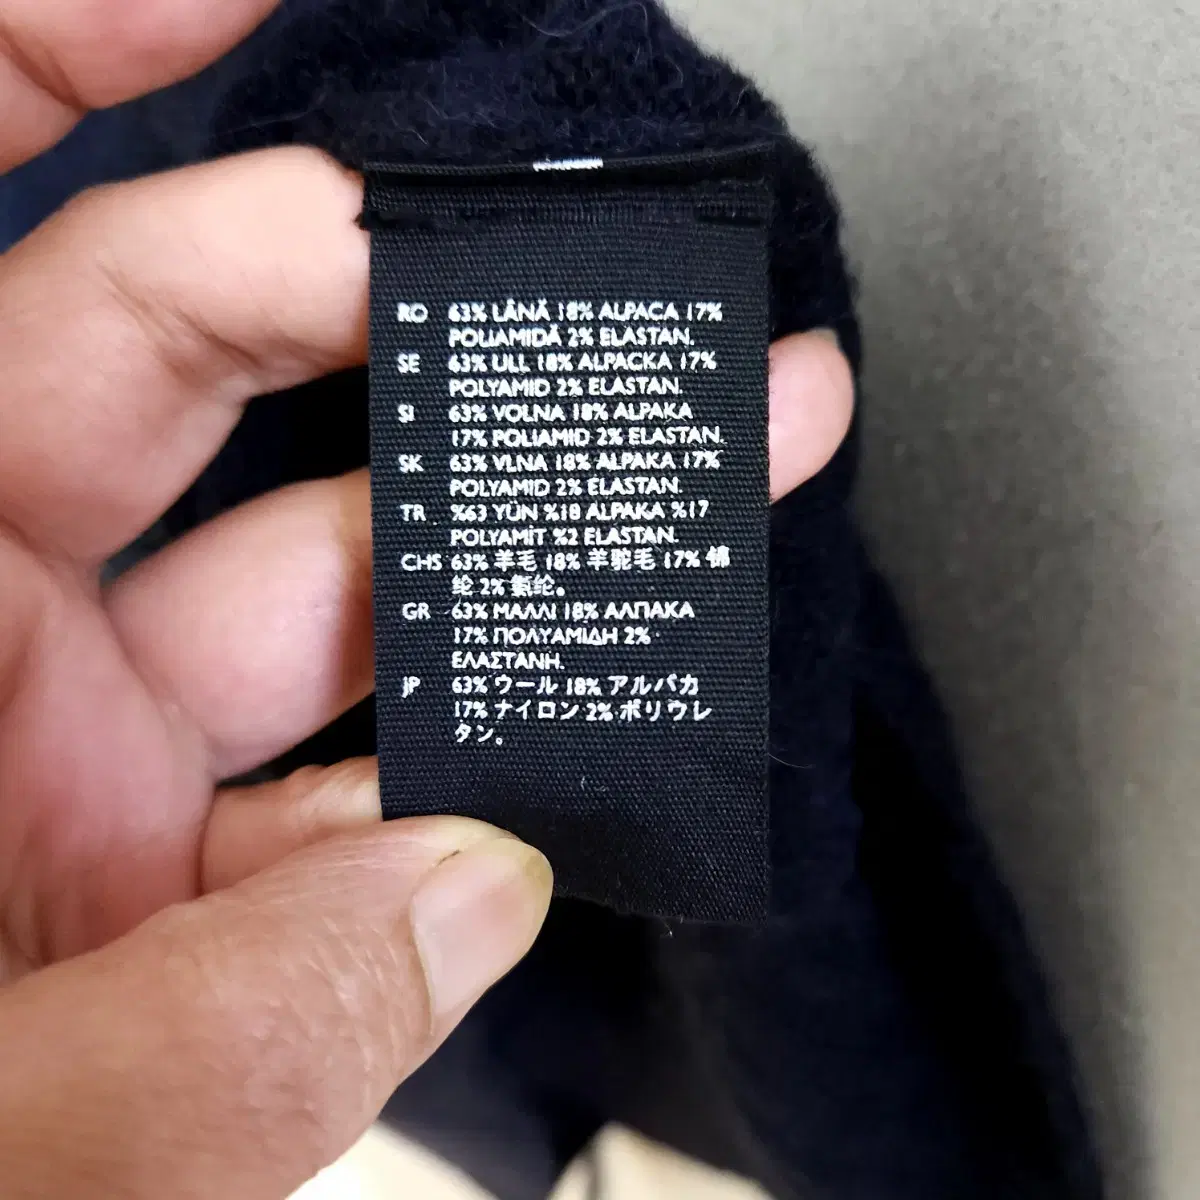 RO 63% LÂNĂ 18% ALPACA 17%
POLIAMIDĂ 2% ELASTAN.
SE 63% ULL 18% ALPACKA 17%
POLYAMID 2% ELASTAN.
SI 63% VOLNA 18% ALPAKA
17% POLIAMID 2% ELASTAN.
SK 63% VLNA 18% ALPAKA 17%
POLYAMID 2% ELASTAN.
TR %63 YÜN %18 ALPAKA %17
POLYAMİT %2 ELASTAN.
CHS 63% 羊毛 18% 羊驼毛 17% 锦
纶 2% 氨纶。
GR 63% ΜΑΛΛΙ 18% ΑΛΠΑΚΑ
17% ΠΟΛΥΑΜΙΔΗ 2%
ΕΛΑΣΤΑΝΗ.
JP 63% ウール 18% アルパカ
17% ナイロン 2% ポリウレ
タン。